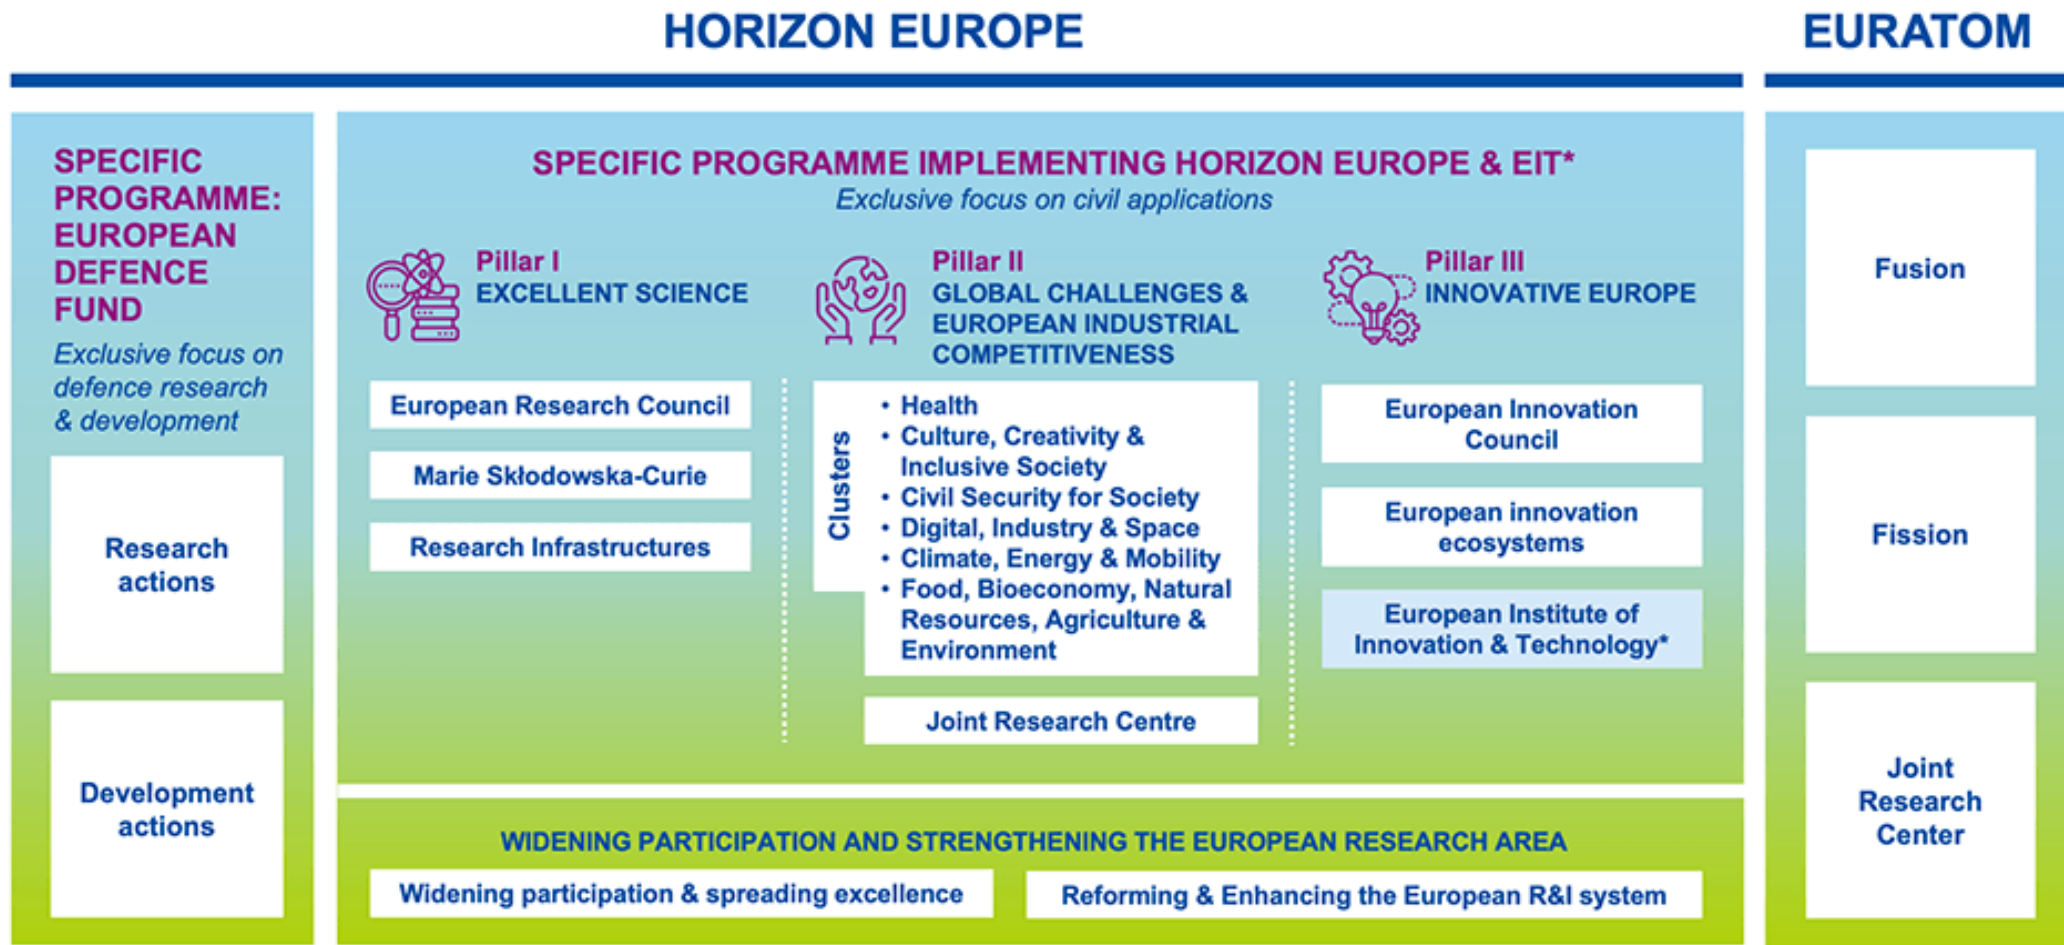 HORIZON EUROPE
EURATOM
SPECIFIC
PROGRAMME:
EUROPEAN
DEFENCE
FUND
Exclusive focus on
defence research
& development
Research
actions
Development
actions
SPECIFIC PROGRAMME IMPLEMENTING HORIZON EUROPE & EIT*
Exclusive focus on civil applications
Pillar I
EXCELLENT SCIENCE
European Research Council
Marie Skłodowska-Curie
Research Infrastructures
Pillar II
GLOBAL CHALLENGES &
EUROPEAN INDUSTRIAL
COMPETITIVENESS
Clusters
• Health
• Culture, Creativity &
Inclusive Society
• Civil Security for Society
• Digital, Industry & Space
• Climate, Energy & Mobility
• Food, Bioeconomy, Natural
Resources, Agriculture &
Environment
Joint Research Centre
Pillar III
INNOVATIVE EUROPE
European Innovation
Council
European innovation
ecosystems
European Institute of
Innovation & Technology*
WIDENING PARTICIPATION AND STRENGTHENING THE EUROPEAN RESEARCH AREA
Widening participation & spreading excellence
Reforming & Enhancing the European R&I system
Fusion
Fission
Joint
Research
Center